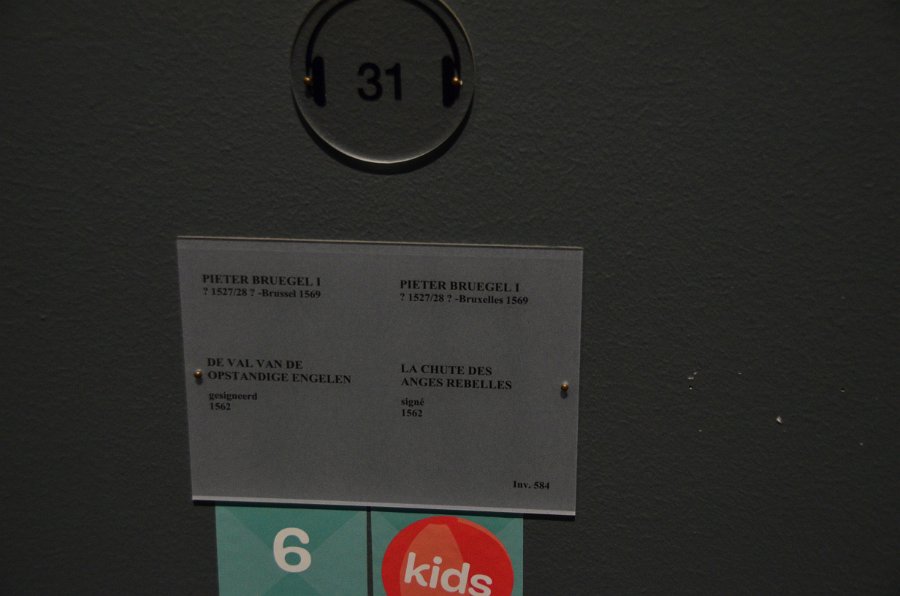 31
PIETER BRUEGEL I
? 1527/28 ? -Brussel 1569
DE VAL VAN DE
OPSTANDIGE ENGELEN
gesigneerd
1562
PIETER BRUEGEL I
? 1527/28 ? -Bruxelles 1569
LA CHUTE DES
ANGES REBELLES
signé
1562
Inv. 584
6
kids